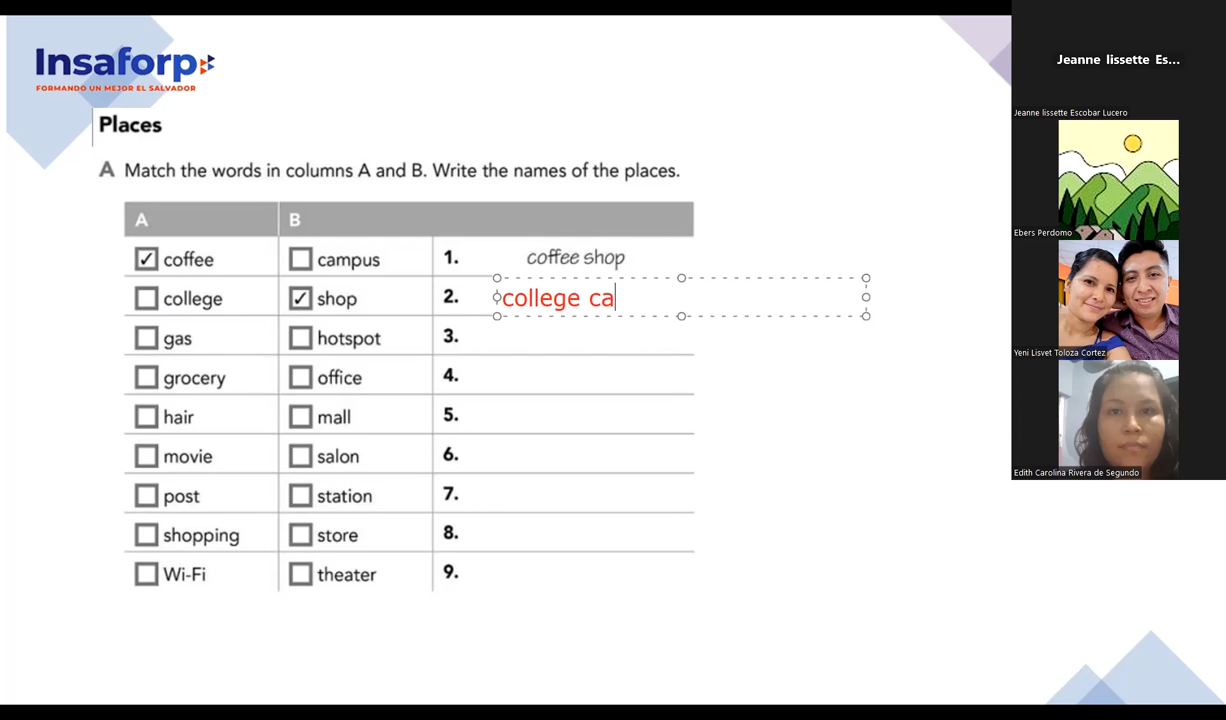 Insaforp
FORMANDO UN MEJOR EL SALVADOR
Places
A Match the words in columns A and B. Write the names of the places.
A B
✓ coffee campus 1. coffee shop
college ✓ shop 2. college ca
gas hotspot 3.
grocery office 4.
hair mall 5.
movie salon 6.
post station 7.
shopping store 8.
Wi-Fi theater 9.
Jeanne lissette Es...
Jeanne lissette Escobar Lucero
Ebers Perdomo
Yeni Lisvet Toloza Cortez
Edith Carolina Rivera de Segundo